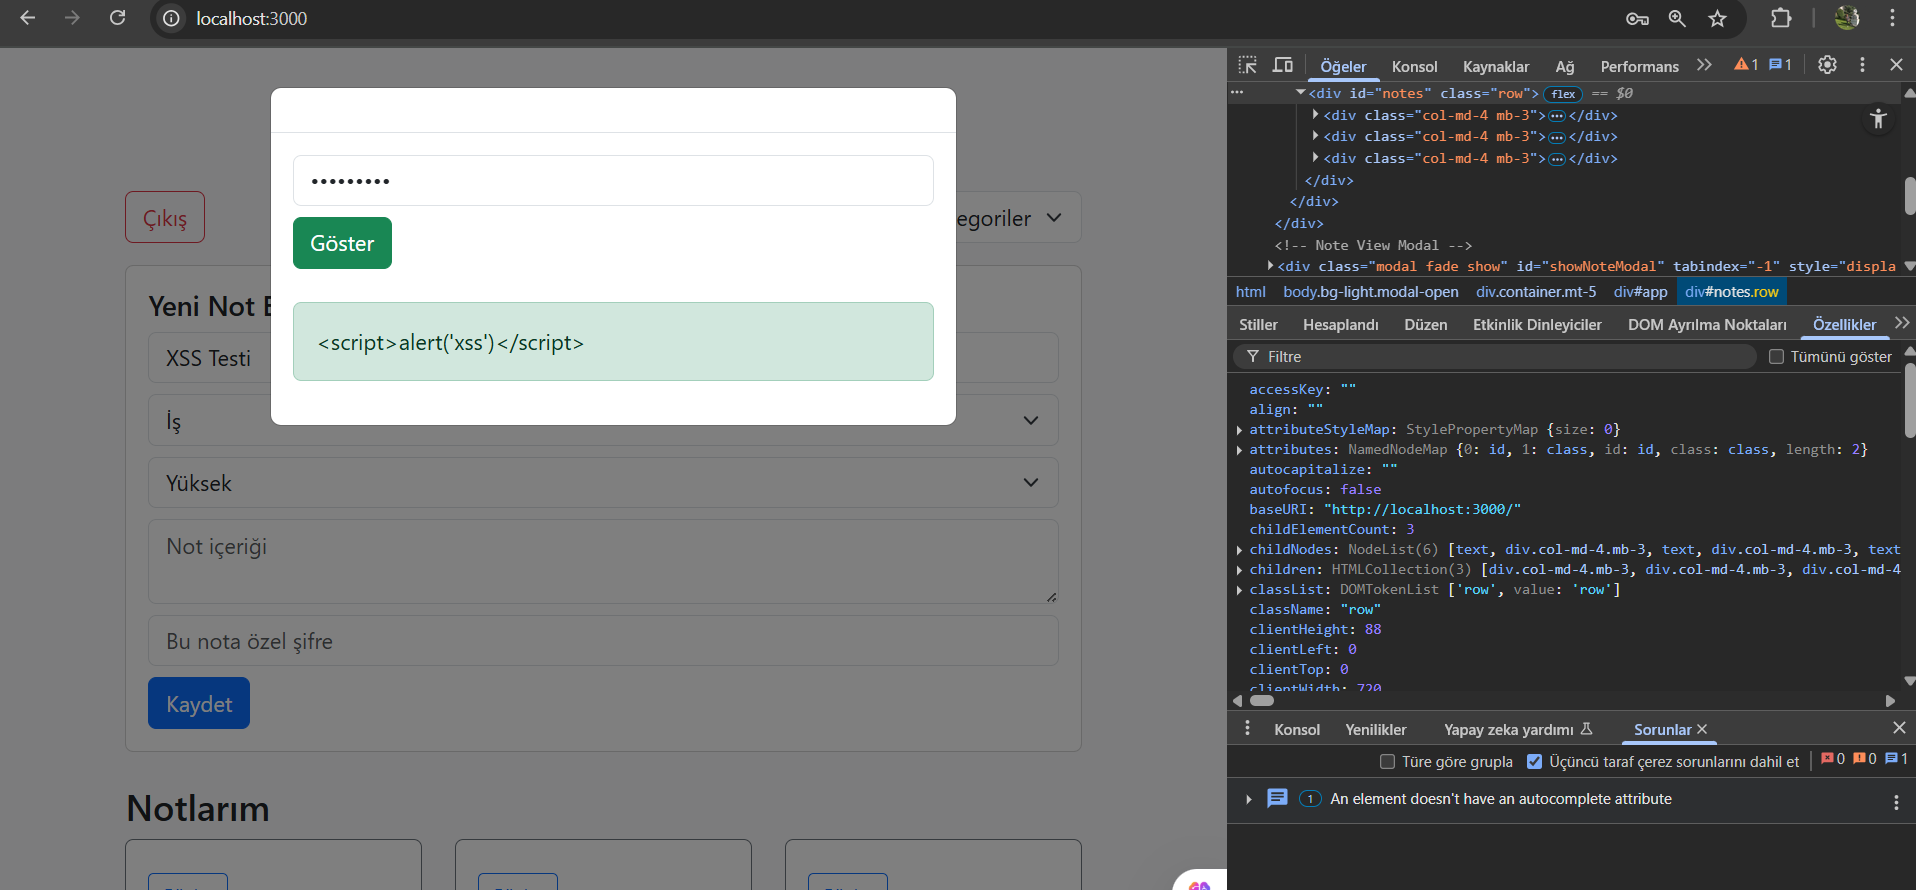 localhost:3000
••••••••• 
Göster
<script>alert('xss')</script>
Çıkış
egoriler
Yeni Not E
XSS Testi
İş
Yüksek
Not içeriği
Bu nota özel şifre
Kaydet
Notlarım
Öğeler Konsol Kaynaklar Ağ Performans 1 1
<div id="notes" class="row"> flex == $0
<div class="col-md-4 mb-3"> ⋯ </div>
<div class="col-md-4 mb-3"> ⋯ </div>
<div class="col-md-4 mb-3"> ⋯ </div>
</div>
</div>
</div>
<!-- Note View Modal -->
<div class="modal fade show" id="showNoteModal" tabindex="-1" style="displa
html body.bg-light.modal-open div.container.mt-5 div#app div#notes.row
Stiller Hesaplandı Düzen Etkinlik Dinleyiciler DOM Ayrılma Noktaları Özellikler
Filtre Tümünü göster
accessKey: ""
align: ""
attributeStyleMap: StylePropertyMap {size: 0}
attributes: NamedNodeMap {0: id, 1: class, id: id, class: class, length: 2}
autocapitalize: ""
autofocus: false
baseURI: "http://localhost:3000/"
childElementCount: 3
childNodes: NodeList(6) [text, div.col-md-4.mb-3, text, div.col-md-4.mb-3, text
children: HTMLCollection(3) [div.col-md-4.mb-3, div.col-md-4.mb-3, div.col-md-4
classList: DOMTokenList ['row', value: 'row']
className: "row"
clientHeight: 88
clientLeft: 0
clientTop: 0
clientWidth: 720
Konsol Yenilikler Yapay zeka yardımı Sorunlar
Türe göre grupla Üçüncü taraf çerez sorunlarını dahil et 0 0 1
1 An element doesn't have an autocomplete attribute